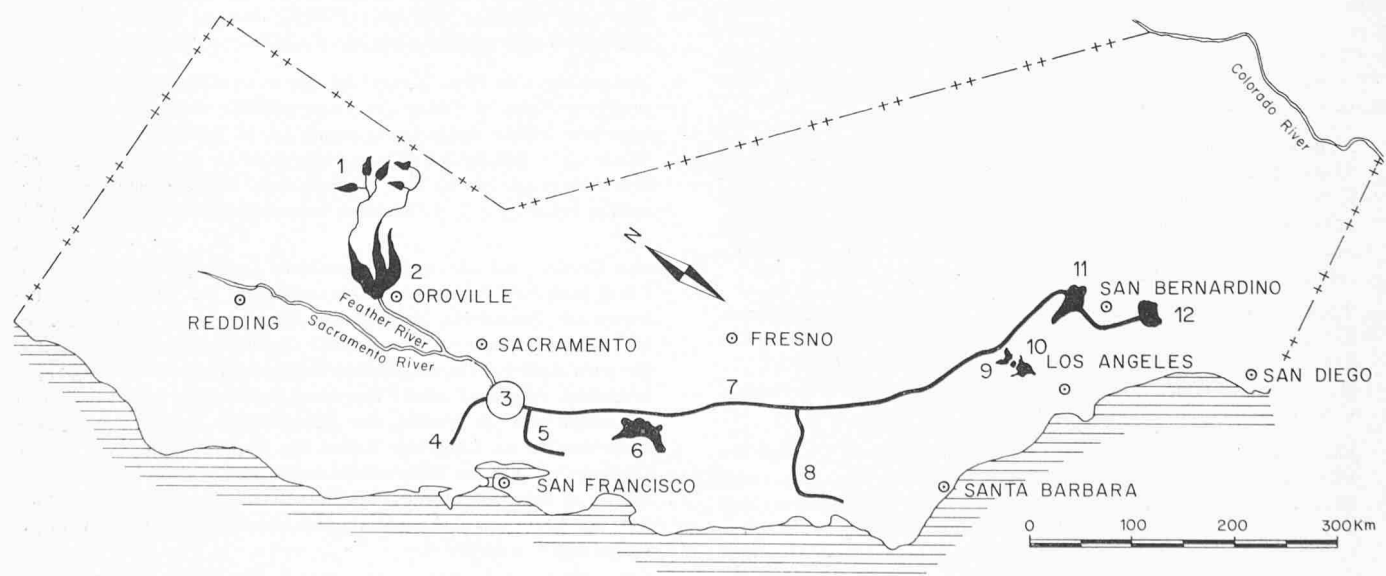 Colorado River
N
1
2
OROVILLE
REDDING
Feather River
Sacramento River
SACRAMENTO
FRESNO
11
SAN BERNARDINO
12
10
9
LOS ANGELES
SAN DIEGO
3
7
4
5
6
8
SAN FRANCISCO
SANTA BARBARA
0 100 200 300 Km